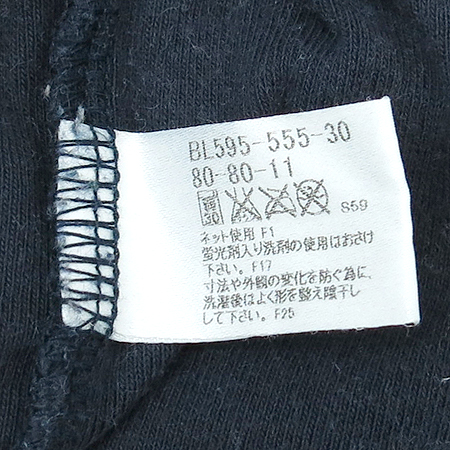 BL595-555-30
80-80-11
30
S59
ネット使用 F1
蛍光剤入り洗剤の使用はおさけ
下さい。F17
寸法や外観の変化を防ぐ為に、
洗濯後はよく形を整え陰干し
して下さい。F25